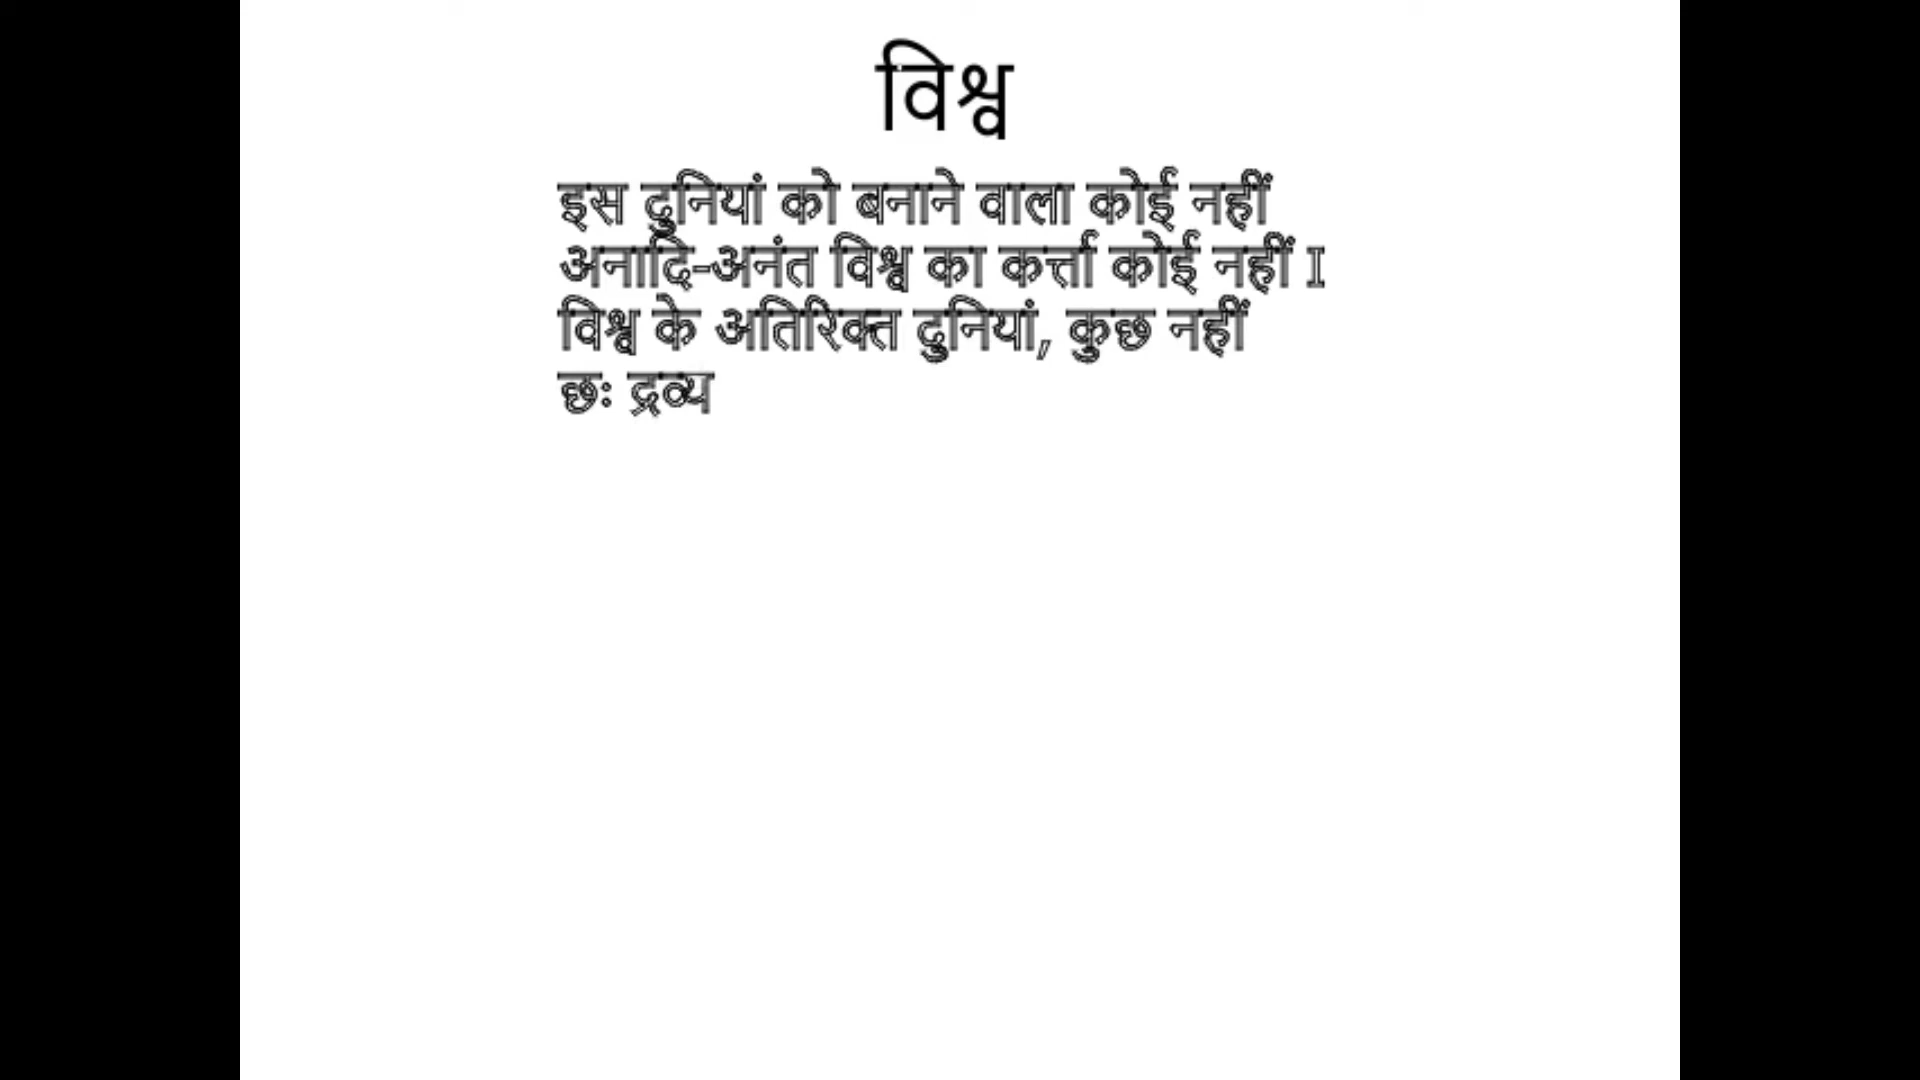 विश्व
इस दुनियां को बनाने वाला कोई नहीं
अनादि-अनंत विश्व का कर्त्ता कोई नहीं I
विश्व के अतिरिक्त दुनियां, कुछ नहीं
छः द्रव्य